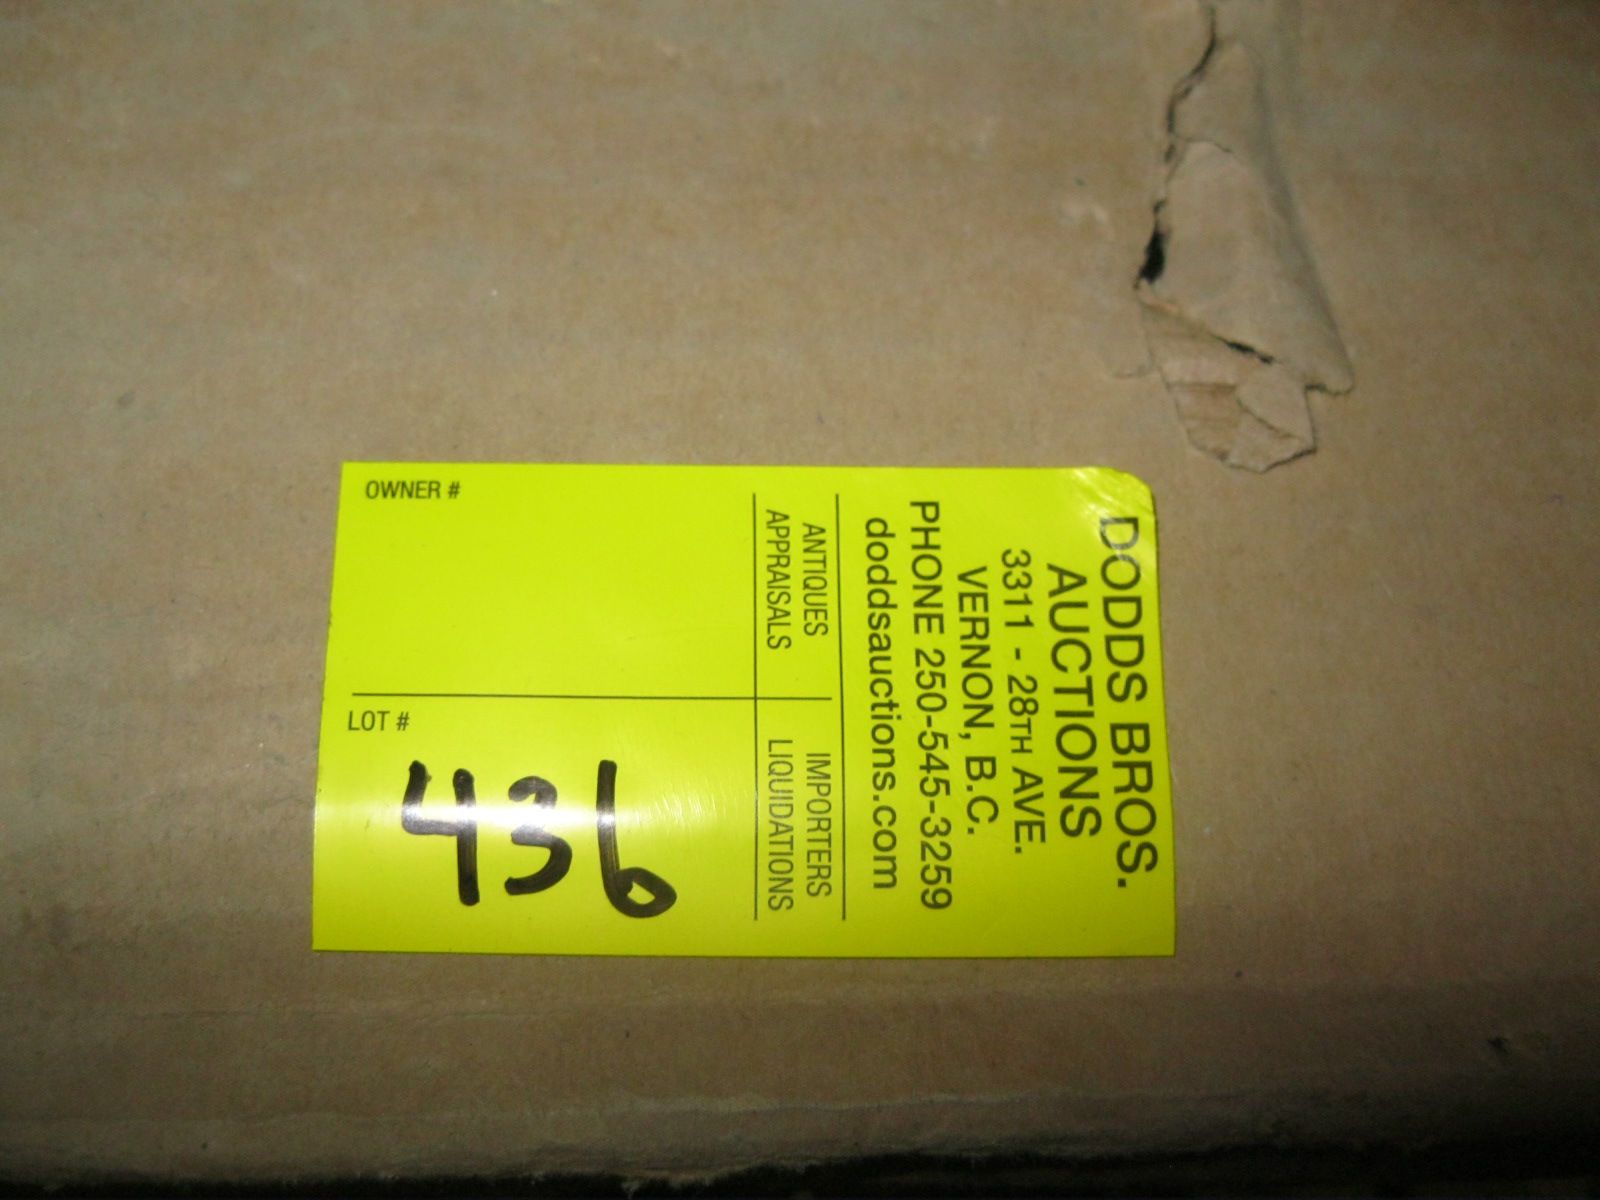 DODDS BROS.
AUCTIONS
3311 - 28TH AVE.
VERNON, B.C.
PHONE 250-545-3259
doddsauctions.com
ANTIQUES
APPRAISALS
IMPORTERS
LIQUIDATIONS
OWNER #
LOT #
436